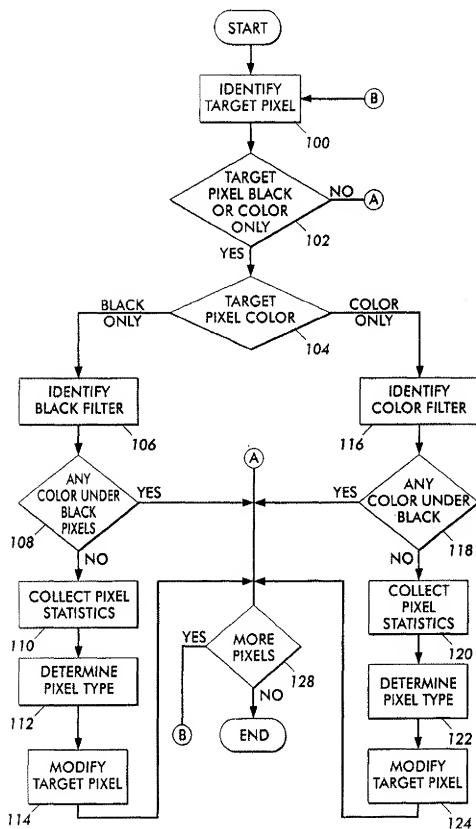 START
IDENTIFY
TARGET PIXEL
B
100
TARGET
PIXEL BLACK
OR COLOR
ONLY
NO
A
102
YES
BLACK
ONLY
TARGET
PIXEL COLOR
COLOR
ONLY
104
IDENTIFY
BLACK FILTER
106
IDENTIFY
COLOR FILTER
116
A
ANY
COLOR UNDER
BLACK
PIXELS
YES
108
NO
YES
ANY
COLOR UNDER
BLACK
118
NO
COLLECT PIXEL
STATISTICS
110
COLLECT
PIXEL
STATISTICS
120
YES
MORE
PIXELS
128
NO
DETERMINE
PIXEL TYPE
112
DETERMINE
PIXEL TYPE
122
B
END
MODIFY
TARGET PIXEL
114
MODIFY
TARGET PIXEL
124